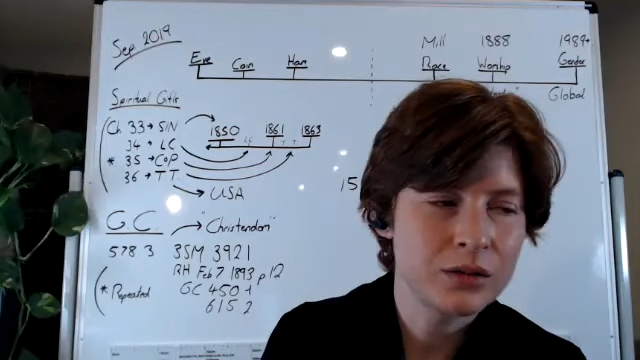 Sep 2019
Eve Cain Ham
Mill 1888 1989+
Race Worship Gender
Global
Spiritual Gifts
Ch 33 → SIN
34 → LC
* 35 → COP
36 → TT
→ USA
1850 1861 1863
LC T T
15
G.C. → "Christendom"
578 3 3SM 392 1
RH Feb 7 1893 p 12
* Repeated
GC 450 + 1
615 2